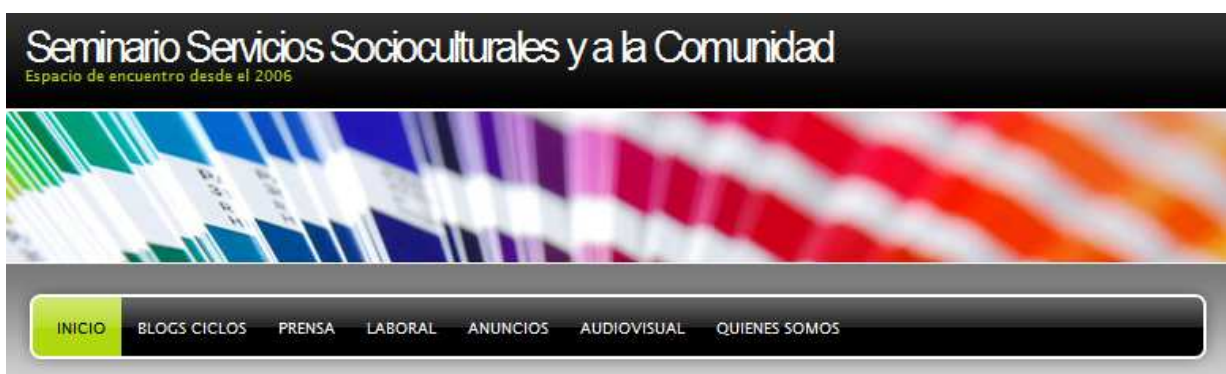 Seminario Servicios Socioculturales y a la Comunidad
Espacio de encuentro desde el 2006
INICIO BLOGS CICLOS PRENSA LABORAL ANUNCIOS AUDIOVISUAL QUIENES SOMOS